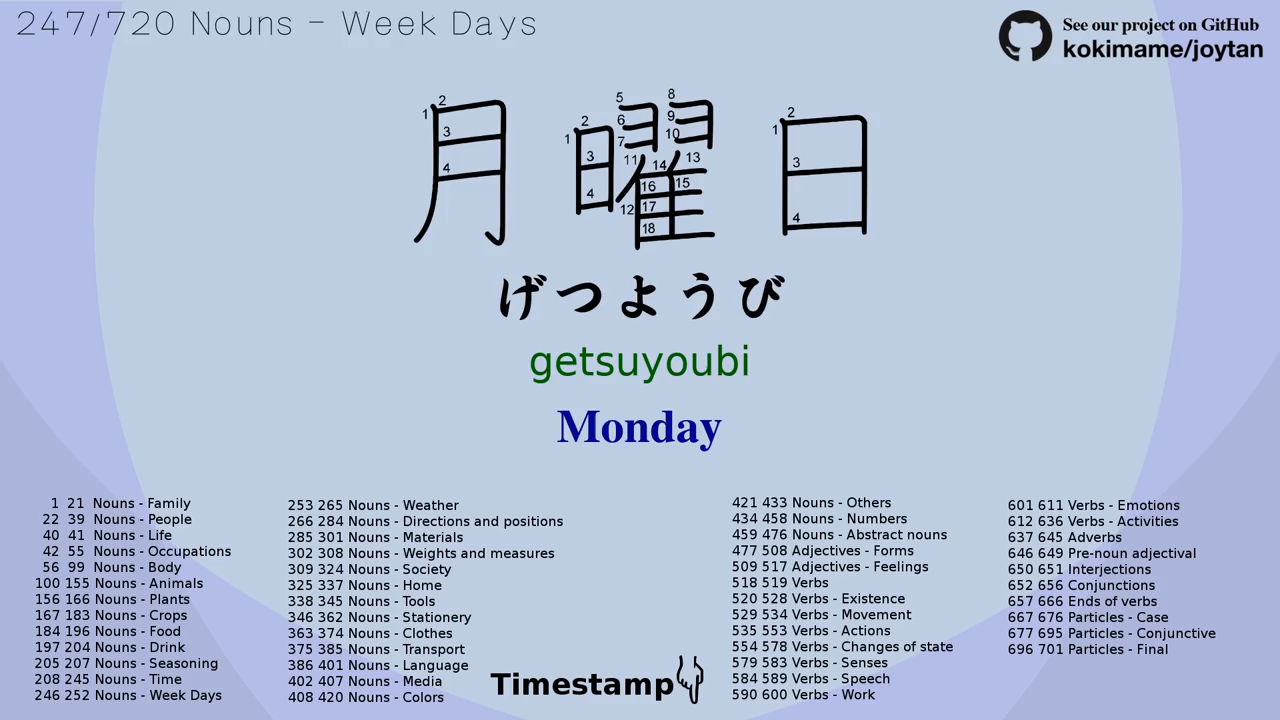 247/720 Nouns - Week Days
See our project on GitHub
kokimame/joytan
月曜日
げつようび
getsuyoubi
Monday
1 21 Nouns - Family
22 39 Nouns - People
40 41 Nouns - Life
42 55 Nouns - Occupations
56 99 Nouns - Body
100 155 Nouns - Animals
156 166 Nouns - Plants
167 183 Nouns - Crops
184 196 Nouns - Food
197 204 Nouns - Drink
205 207 Nouns - Seasoning
208 245 Nouns - Time
246 252 Nouns - Week Days
253 265 Nouns - Weather
266 284 Nouns - Directions and positions
285 301 Nouns - Materials
302 308 Nouns - Weights and measures
309 324 Nouns - Society
325 337 Nouns - Home
338 345 Nouns - Tools
346 362 Nouns - Stationery
363 374 Nouns - Clothes
375 385 Nouns - Transport
386 401 Nouns - Language
402 407 Nouns - Media
408 420 Nouns - Colors
Timestamp
421 433 Nouns - Others
434 458 Nouns - Numbers
459 476 Nouns - Abstract nouns
477 508 Adjectives - Forms
509 517 Adjectives - Feelings
518 519 Verbs
520 528 Verbs - Existence
529 534 Verbs - Movement
535 553 Verbs - Actions
554 578 Verbs - Changes of state
579 583 Verbs - Senses
584 589 Verbs - Speech
590 600 Verbs - Work
601 611 Verbs - Emotions
612 636 Verbs - Activities
637 645 Adverbs
646 649 Pre-noun adjectival
650 651 Interjections
652 656 Conjunctions
657 666 Ends of verbs
667 676 Particles - Case
677 695 Particles - Conjunctive
696 701 Particles - Final